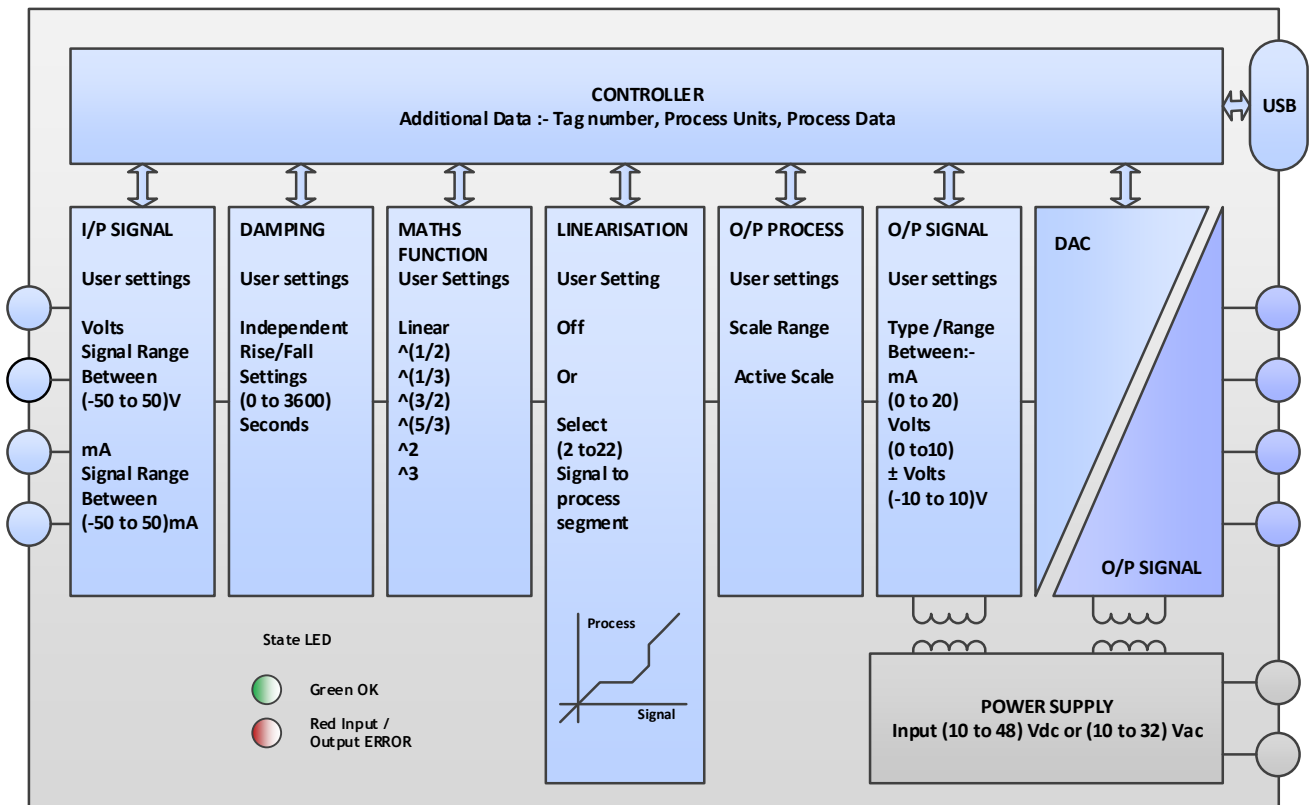 CONTROLLER
Additional Data :- Tag number, Process Units, Process Data
USB
I/P SIGNAL
User settings
Volts
Signal Range
Between
(-50 to 50)V
mA
Signal Range
Between
(-50 to 50)mA
DAMPING
User settings
Independent
Rise/Fall
Settings
(0 to 3600)
Seconds
MATHS
FUNCTION
User Settings
Linear
^(1/2)
^(1/3)
^(3/2)
^(5/3)
^2
^3
LINEARISATION
User Setting
Off
Or
Select
(2 to22)
Signal to
process
segment
Process
Signal
O/P PROCESS
User settings
Scale Range
Active Scale
O/P SIGNAL
User settings
Type /Range
Between:-
mA
(0 to 20)
Volts
(0 to10)
± Volts
(-10 to 10)V
DAC
O/P SIGNAL
State LED
Green OK
Red Input /
Output ERROR
POWER SUPPLY
Input (10 to 48) Vdc or (10 to 32) Vac